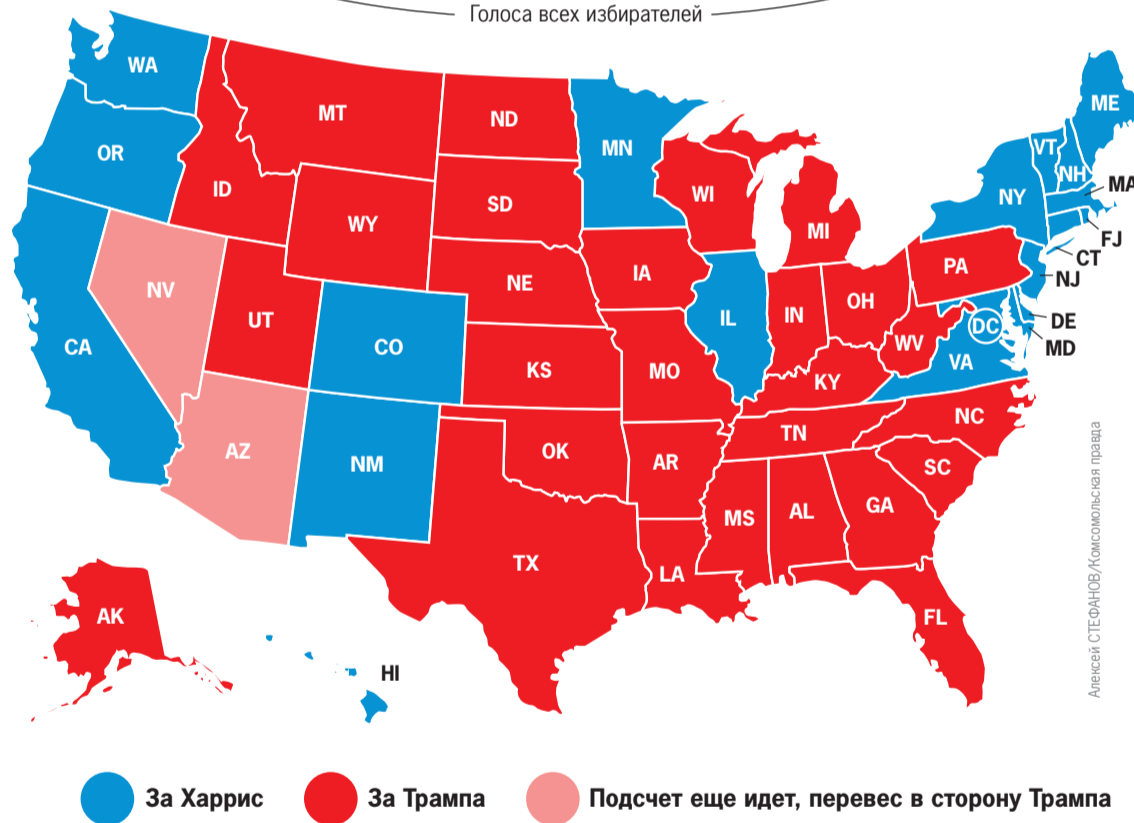 Голоса всех избирателей
WA
ME
MT
ND
OR
MN
VT
NH
ID
SD
WI
NY
MA
WY
MI
FJ
CT
IA
PA
NJ
NE
NV
OH
UT
IL
IN
DC
DE
CA
CO
WV
MD
VA
KS
MO
KY
NC
TN
AZ
OK
NM
AR
SC
MS
AL
GA
TX
LA
AK
FL
HI
Алексей СТЕФАНОВ/Комсомольская правда
За Харрис
За Трампа
Подсчет еще идет, перевес в сторону Трампа